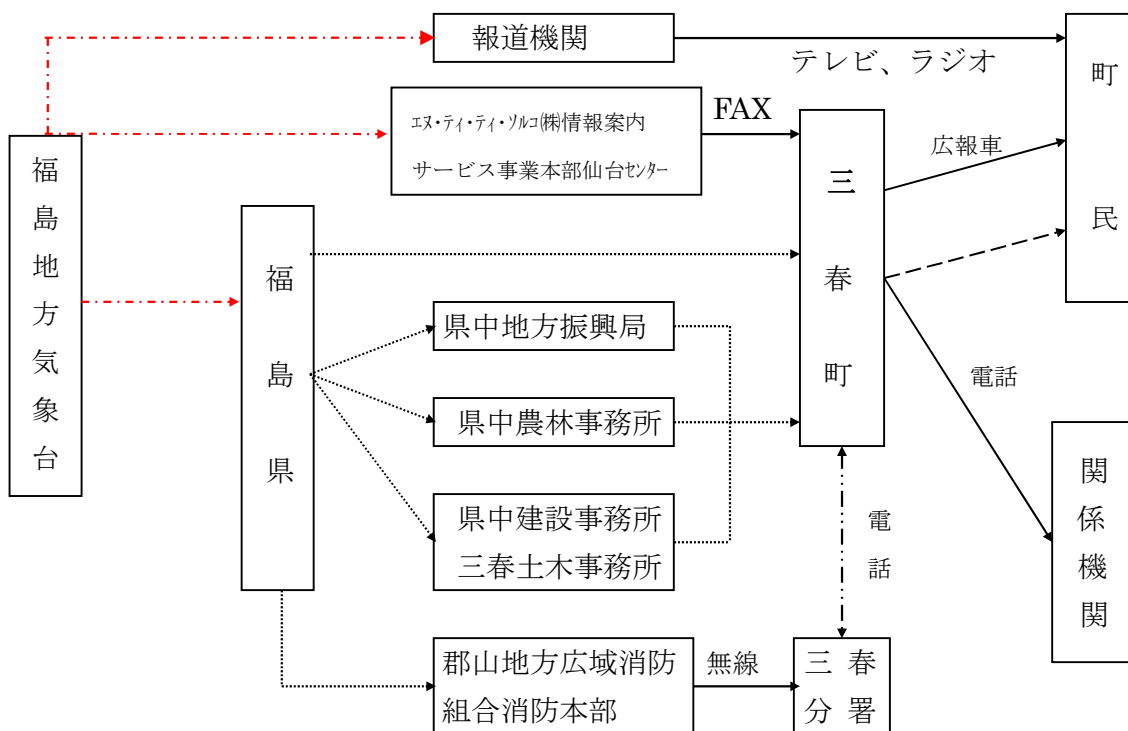 報道機関
テレビ、ラジオ
町民
エヌ・ティ・ティ・ソルコ㈱情報案内
サービス事業本部仙台センター
FAX
三春町
広報車
福島地方気象台
福島県
県中地方振興局
県中農林事務所
県中建設事務所
三春土木事務所
電話
電話
関係機関
郡山地方広域消防
組合消防本部
無線
三春
分署